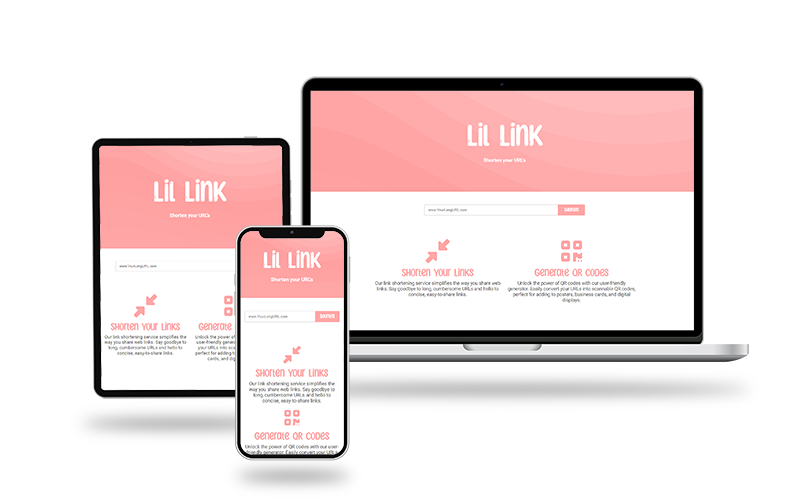 Lil Link
Shorten your URLs
www.YourLongURL.com
Shorten Your Links
Our link shortening service simplifies the way you share web
links. Say goodbye to long, cumbersome URLs and hello to
concise, easy-to-share links.
Generate QR Codes
Unlock the power of QR codes with our user-friendly
generator. Easily convert your URLs into scannable QR codes,
perfect for adding to posters, business cards, and digital
displays.
Lil Link
Shorten your URLs
www.YourLongURL.com
Shorten Your Links
Our link shortening service simplifies the
way you share web links. Say goodbye to
long, cumbersome URLs and hello to
concise, easy-to-share links.
Generate
Unlock the power of
user-friendly
your URLs into
perfect for adding to
cards, and
Lil Link
Shorten your URLs
www.YourLongURL.com
Shorten Your Links
Our link shortening service simplifies the
way you share web links. Say goodbye to
long, cumbersome URLs and hello to
concise, easy-to-share links.
Generate QR Codes
Unlock the power of QR codes with our user-
friendly generator. Easily convert your URLs